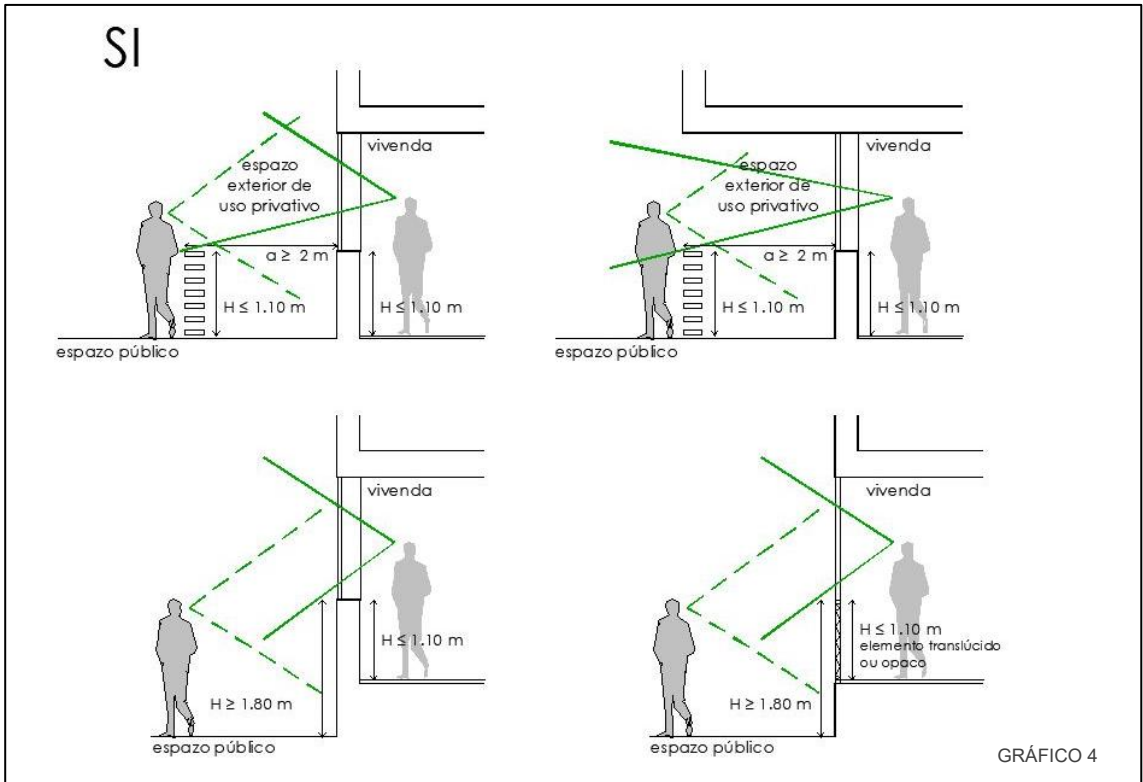 SI
vivenda
espazo
exterior de
uso privativo
a ≥ 2 m
H ≤ 1.10 m
H ≤ 1.10 m
espazo público
vivenda
espazo
exterior de
uso privativo
a ≥ 2 m
H ≤ 1.10 m
H ≤ 1.10 m
espazo público
vivenda
H ≤ 1.10 m
H ≥ 1.80 m
espazo público
vivenda
H ≤ 1.10 m
elemento translúcido
ou opaco
H ≥ 1.80 m
espazo público
GRÁFICO 4